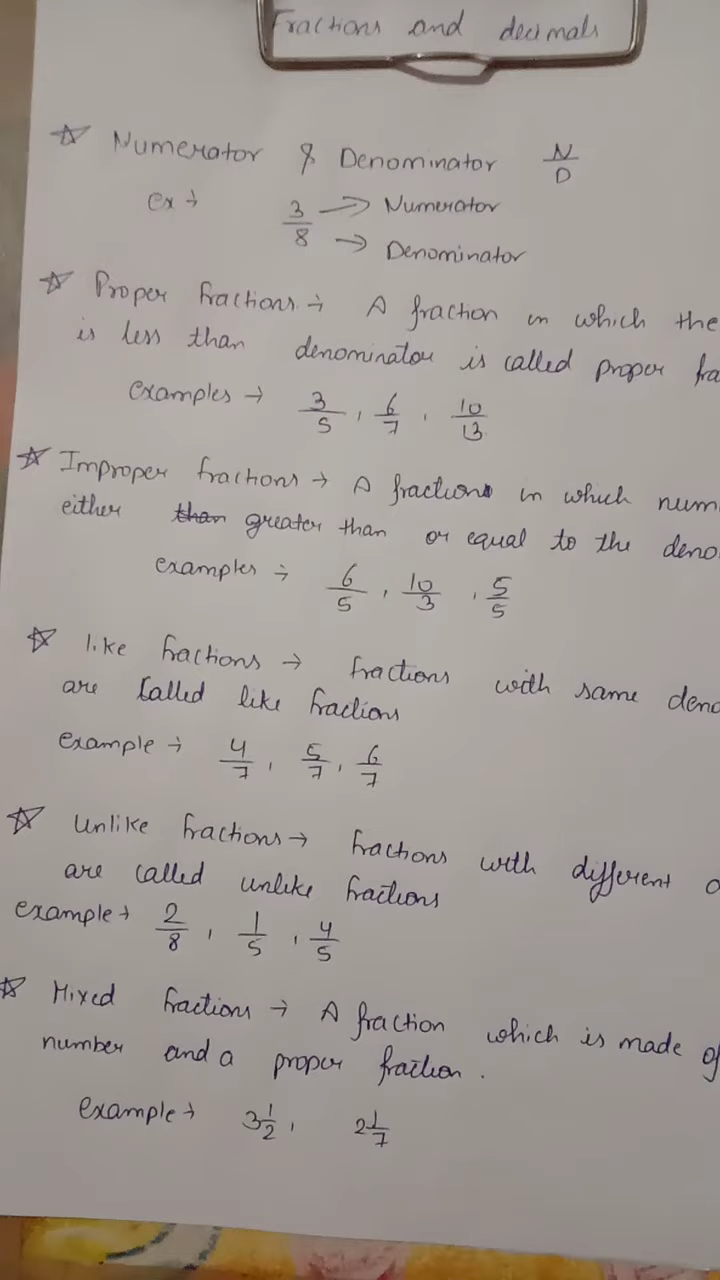 Fractions and decimals
☆ Numerator & Denominator N/D
ex → 3/8 → Numerator
→ Denominator
☆ Proper fractions → A fraction in which the
is less than denominator is called proper fra
examples → 3/5, 6/7, 10/13
☆ Improper fractions → A fractions in which num
either ~~than~~ greater than or equal to the deno
examples → 6/5, 10/3, 5/5
☆ like fractions → fractions with same deno
are called like fractions
example → 4/7, 5/7, 6/7
☆ Unlike fractions → fractions with different
are called unlike fractions
example → 2/8, 1/5, 4/5
☆ Mixed fractions → A fraction which is made of
number and a proper fraction.
example → 3 1/2, 2 1/7